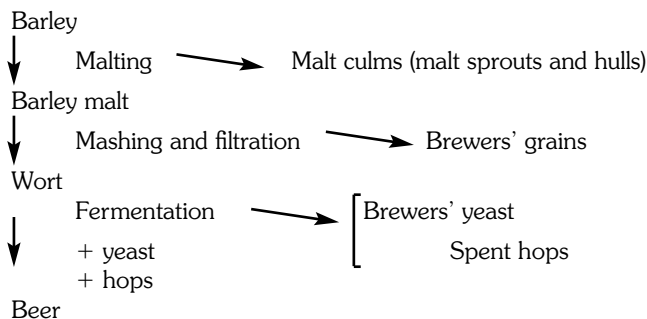 Barley
Malting Malt culms (malt sprouts and hulls)
Barley malt
Mashing and filtration Brewers’ grains
Wort
Fermentation Brewers’ yeast
+ yeast Spent hops
+ hops
Beer